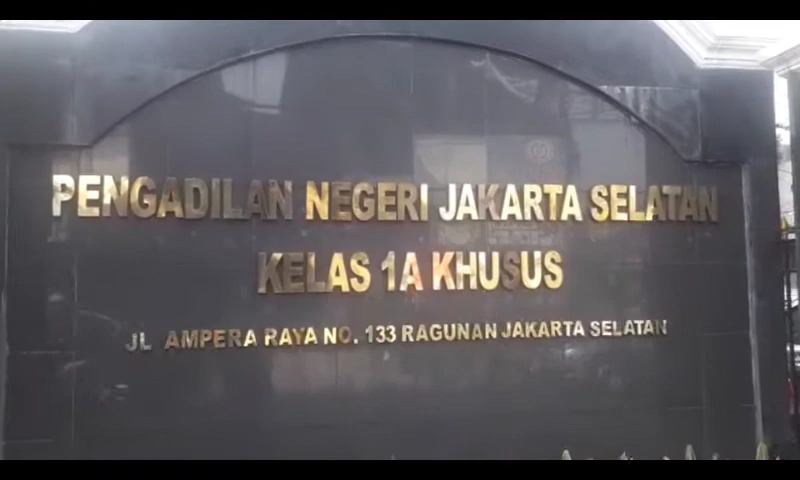 PENGADILAN NEGERI JAKARTA SELATAN
KELAS 1A KHUSUS
JL AMPERA RAYA NO. 133 RAGUNAN JAKARTA SELATAN